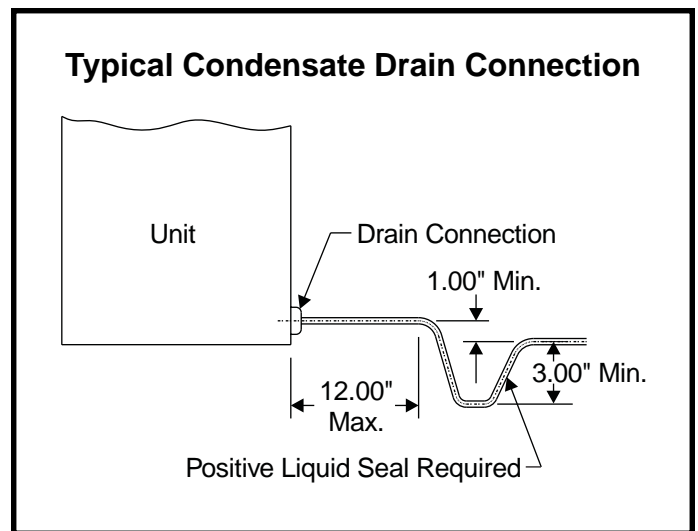 Typical Condensate Drain Connection
Unit
Drain Connection
1.00" Min.
3.00" Min.
12.00"
Max.
Positive Liquid Seal Required